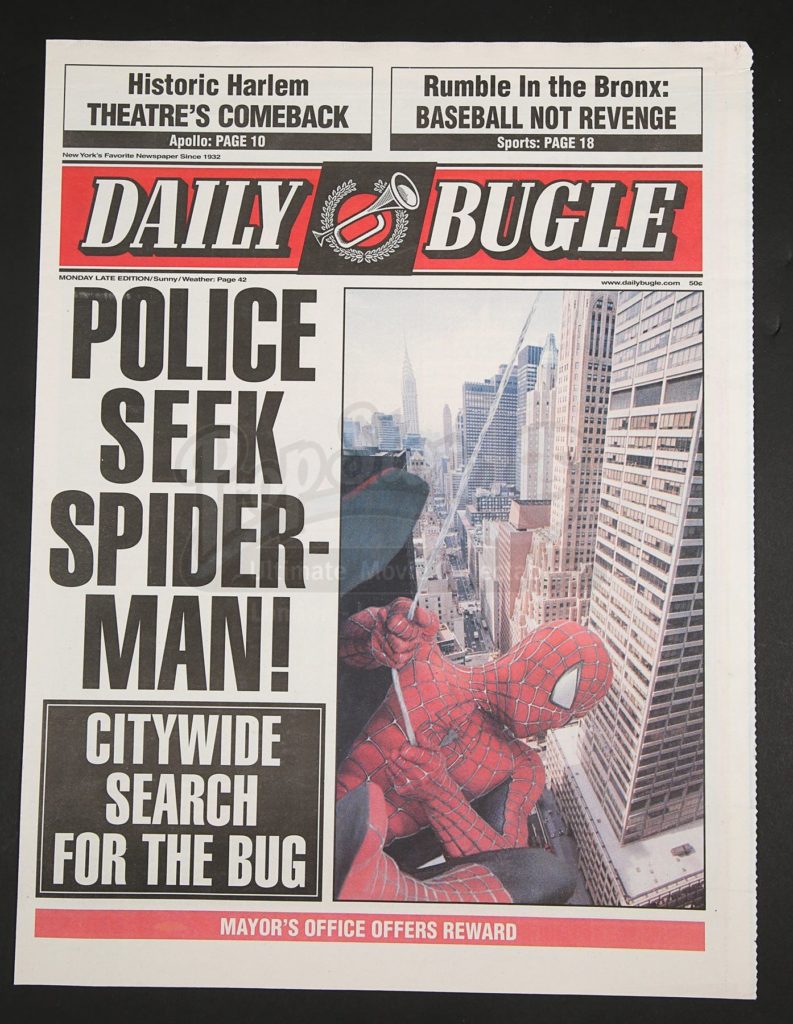 Historic Harlem
THEATRE'S COMEBACK
Apollo: PAGE 10
Rumble In the Bronx:
BASEBALL NOT REVENGE
Sports: PAGE 18
New York's Favorite Newspaper Since 1932
DAILY BUGLE
MONDAY LATE EDITION/Sunny/Weather: Page 42
www.dailybugle.com 50¢
POLICE
SEEK
SPIDER-
MAN!
CITYWIDE
SEARCH
FOR THE BUG
MAYOR'S OFFICE OFFERS REWARD
Ultimate Movie